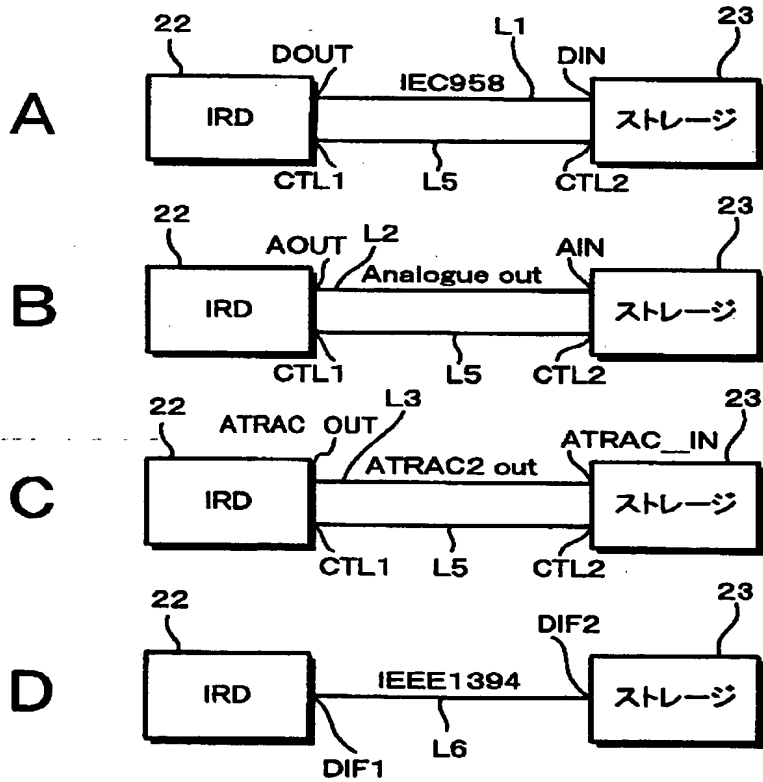 A
22
DOUT
L1
DIN
23
IEC958
IRD
ストレージ
CTL1
L5
CTL2
B
22
AOUT
L2
AIN
23
Analogue out
IRD
ストレージ
CTL1
L5
CTL2
C
22
ATRAC OUT
L3
ATRAC__IN
23
ATRAC2 out
IRD
ストレージ
CTL1
L5
CTL2
D
22
DIF2
23
IEEE1394
IRD
ストレージ
DIF1
L6